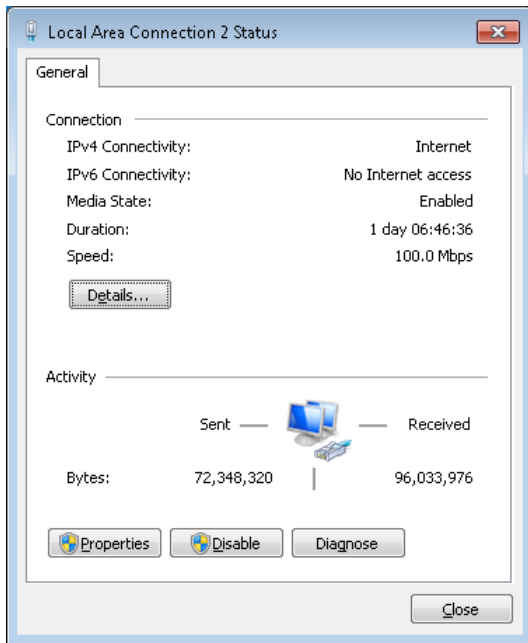 Local Area Connection 2 Status
General
Connection
IPv4 Connectivity: Internet
IPv6 Connectivity: No Internet access
Media State: Enabled
Duration: 1 day 06:46:36
Speed: 100.0 Mbps
Details...
Activity
Sent Received
Bytes: 72,348,320 96,033,976
Properties Disable Diagnose
Close